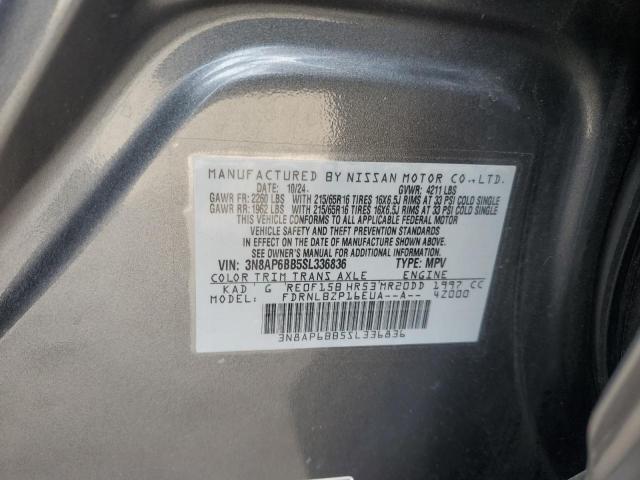 MANUFACTURED BY NISSAN MOTOR CO.,LTD.
DATE: 10/24 GVWR: 4211 LBS
GAWR FR: 2260 LBS WITH 215/65R16 TIRES 16X6.5J RIMS AT 33 PSI COLD SINGLE
GAWR RR: 1962 LBS WITH 215/65R16 TIRES 16X6.5J RIMS AT 33 PSI COLD SINGLE
THIS VEHICLE CONFORMS TO ALL APPLICABLE FEDERAL MOTOR
VEHICLE SAFETY AND THEFT PREVENTION STANDARDS
IN EFFECT ON THE DATE OF MANUFACTURE SHOWN ABOVE.
SEE OWNER'S MANUAL FOR ADDITIONAL INFORMATION.
VIN: 3N8AP6BB5SL336836 TYPE: MPV
COLOR TRIM TRANS AXLE ENGINE
KAD G RE0F15B HR53 MR20DD 1997 CC
MODEL: FDRNLBZP16EUA--A-- 42000
3N8AP6BB5SL336836